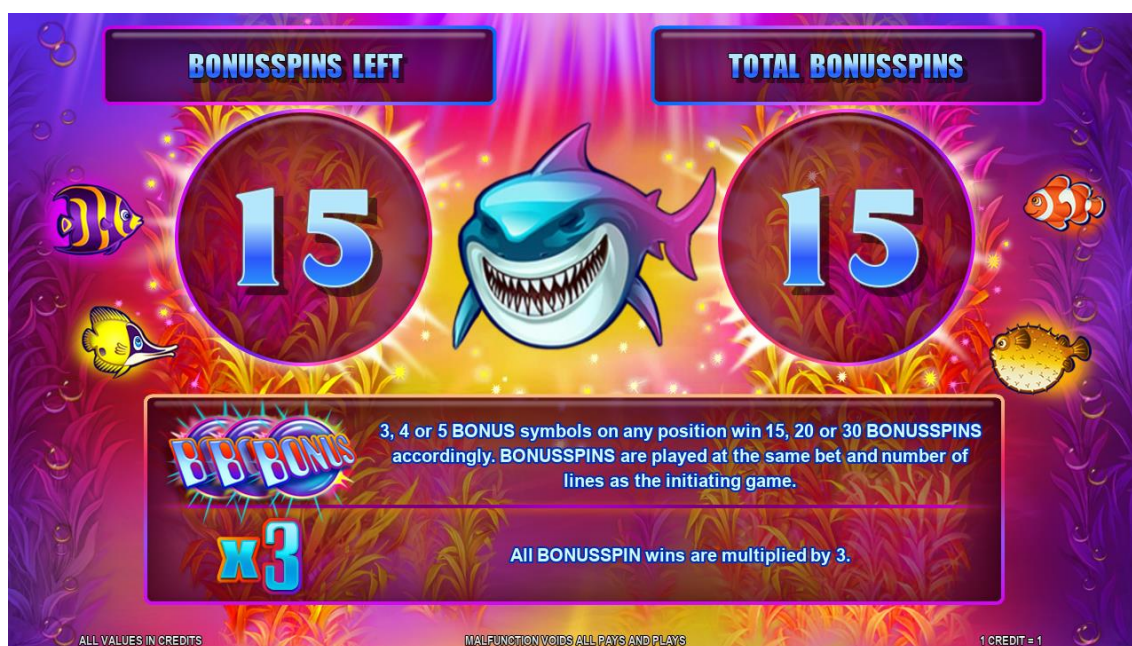 BONUSSPINS LEFT
TOTAL BONUSSPINS
15
15
B B BONUS
3, 4 or 5 BONUS symbols on any position win 15, 20 or 30 BONUSSPINS
accordingly. BONUSSPINS are played at the same bet and number of
lines as the initiating game.
x3
All BONUSSPIN wins are multiplied by 3.
ALL VALUES IN CREDITS
MALFUNCTION VOIDS ALL PAYS AND PLAYS
1 CREDIT = 1